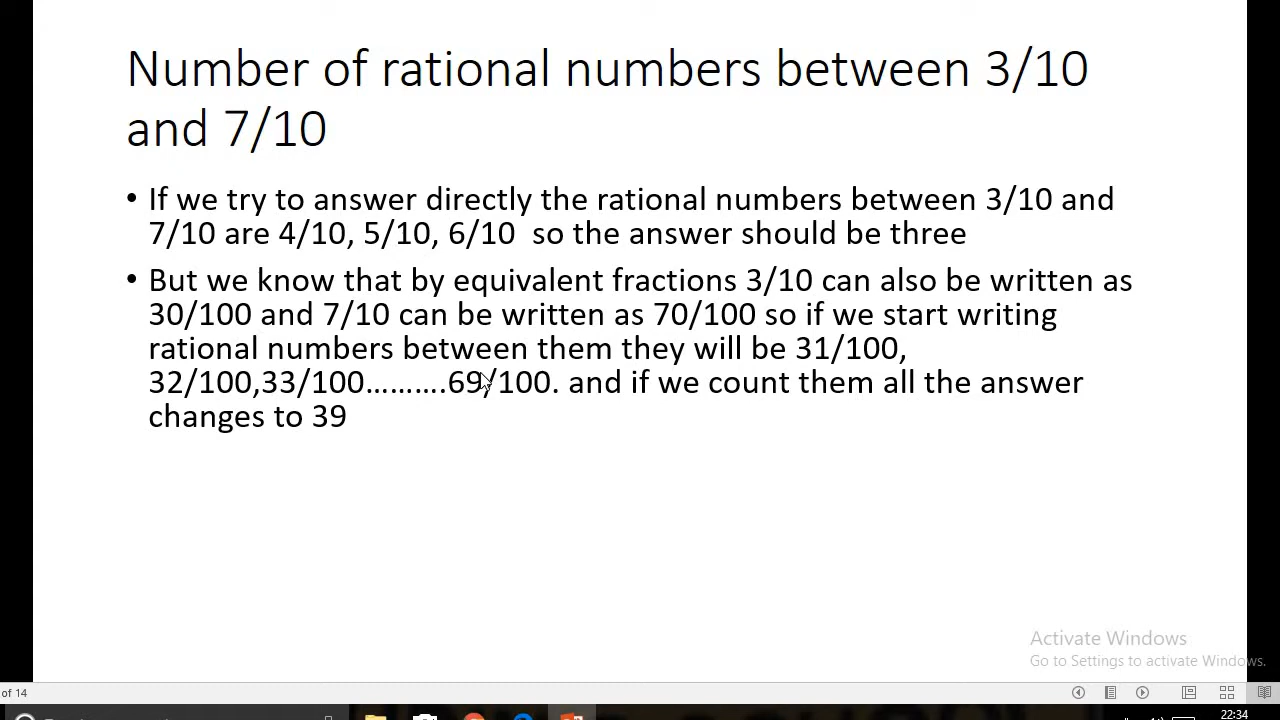 Number of rational numbers between 3/10
and 7/10
• If we try to answer directly the rational numbers between 3/10 and
7/10 are 4/10, 5/10, 6/10  so the answer should be three
• But we know that by equivalent fractions 3/10 can also be written as
30/100 and 7/10 can be written as 70/100 so if we start writing
rational numbers between them they will be 31/100,
32/100,33/100……….69/100. and if we count them all the answer
changes to 39
Activate Windows
Go to Settings to activate Windows.
of 14
22:34